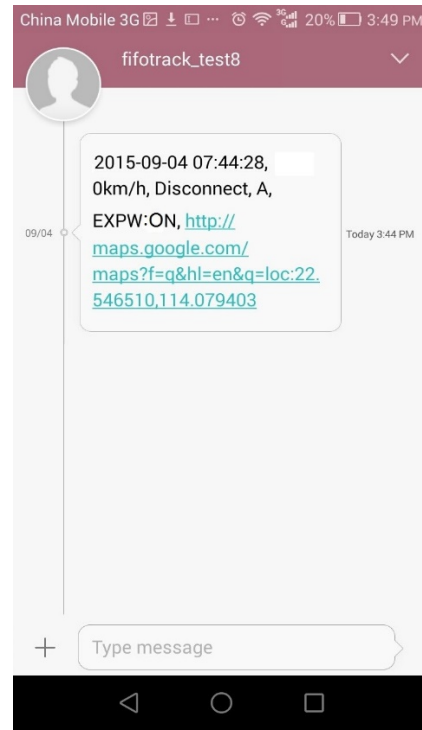 China Mobile 3G ... 3G G 20% 3:49 PM
fifotrack_test8
2015-09-04 07:44:28,
0km/h, Disconnect, A,
EXPW:ON, http://
maps.google.com/
maps?f=q&hl=en&q=loc:22.
546510,114.079403
09/04
Today 3:44 PM
Type message